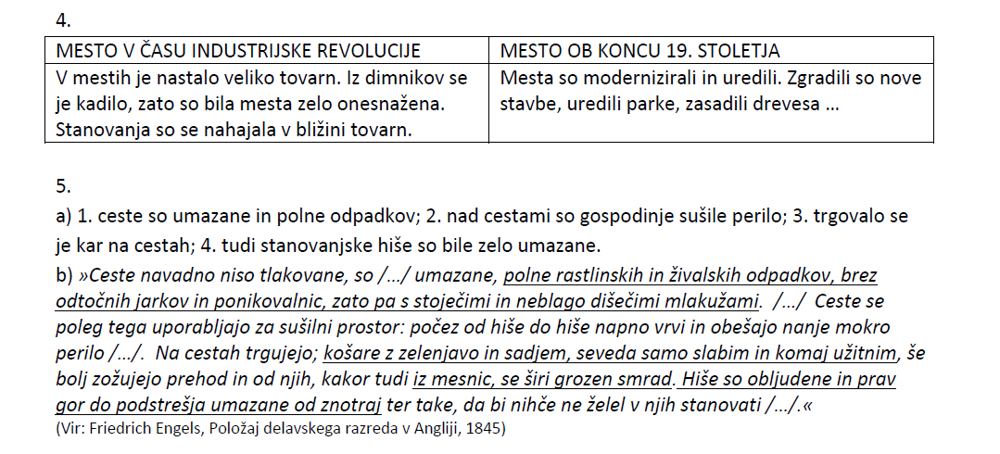 4.
MESTO V ČASU INDUSTRIJSKE REVOLUCIJE
V mestih je nastalo veliko tovarn. Iz dimnikov se
je kadilo, zato so bila mesta zelo onesnažena.
Stanovanja so se nahajala v bližini tovarn.
MESTO OB KONCU 19. STOLETJA
Mesta so modernizirali in uredili. Zgradili so nove
stavbe, uredili parke, zasadili drevesa …
5.
a) 1. ceste so umazane in polne odpadkov; 2. nad cestami so gospodinje sušile perilo; 3. trgovalo se
je kar na cestah; 4. tudi stanovanjske hiše so bile zelo umazane.
b) »Ceste navadno niso tlakovane, so /…/ umazane, polne rastlinskih in živalskih odpadkov, brez
odtočnih jarkov in ponikovalnic, zato pa s stoječimi in neblago dišečimi mlakužami. /…/ Ceste se
poleg tega uporabljajo za sušilni prostor: počez od hiše do hiše napno vrvi in obešajo nanje mokro
perilo /…/. Na cestah trgujejo; košare z zelenjavo in sadjem, seveda samo slabim in komaj užitnim, še
bolj zožujejo prehod in od njih, kakor tudi iz mesnic, se širi grozen smrad. Hiše so obljudene in prav
gor do podstrešja umazane od znotraj ter take, da bi nihče ne želel v njih stanovati /…/.«
(Vir: Friedrich Engels, Položaj delavskega razreda v Angliji, 1845)